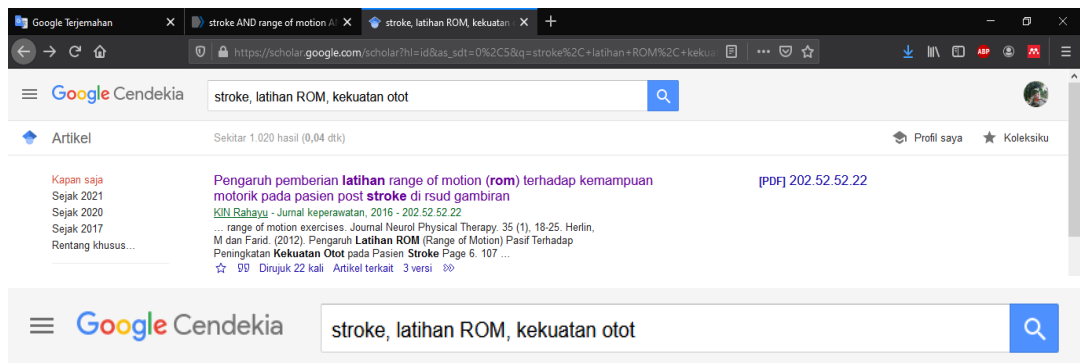 Google Terjemahan
stroke AND range of motion A
stroke, latihan ROM, kekuatan
https://scholar.google.com/scholar?hl=id&as_sdt=0%2C5&q=stroke%2C+latihan+ROM%2C+kekua
ABP
Google Cendekia
stroke, latihan ROM, kekuatan otot
Artikel
Sekitar 1.020 hasil (0,04 dtk)
Profil saya
Koleksiku
Kapan saja
Sejak 2021
Sejak 2020
Sejak 2017
Rentang khusus...
Pengaruh pemberian latihan range of motion (rom) terhadap kemampuan
motorik pada pasien post stroke di rsud gambiran
[PDF] 202.52.52.22
KIN Rahayu - Jurnal keperawatan, 2016 - 202.52.52.22
... range of motion exercises. Journal Neurol Physical Therapy. 35 (1), 18-25. Herlin,
M dan Farid. (2012). Pengaruh Latihan ROM (Range of Motion) Pasif Terhadap
Peningkatan Kekuatan Otot pada Pasien Stroke Page 6. 107 ...
Dirujuk 22 kali Artikel terkait 3 versi
Google Cendekia
stroke, latihan ROM, kekuatan otot